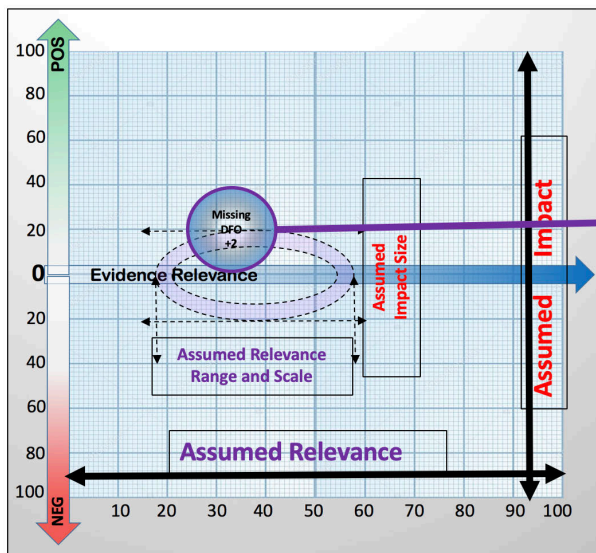 100
80
60
40
20
0
20
40
60
80
100
POS
NEG
Missing
DFO
+2
Evidence Relevance
Assumed
Impact Size
Assumed Impact
Assumed Relevance
Range and Scale
Assumed Relevance
10 20 30 40 50 60 70 80 90 100